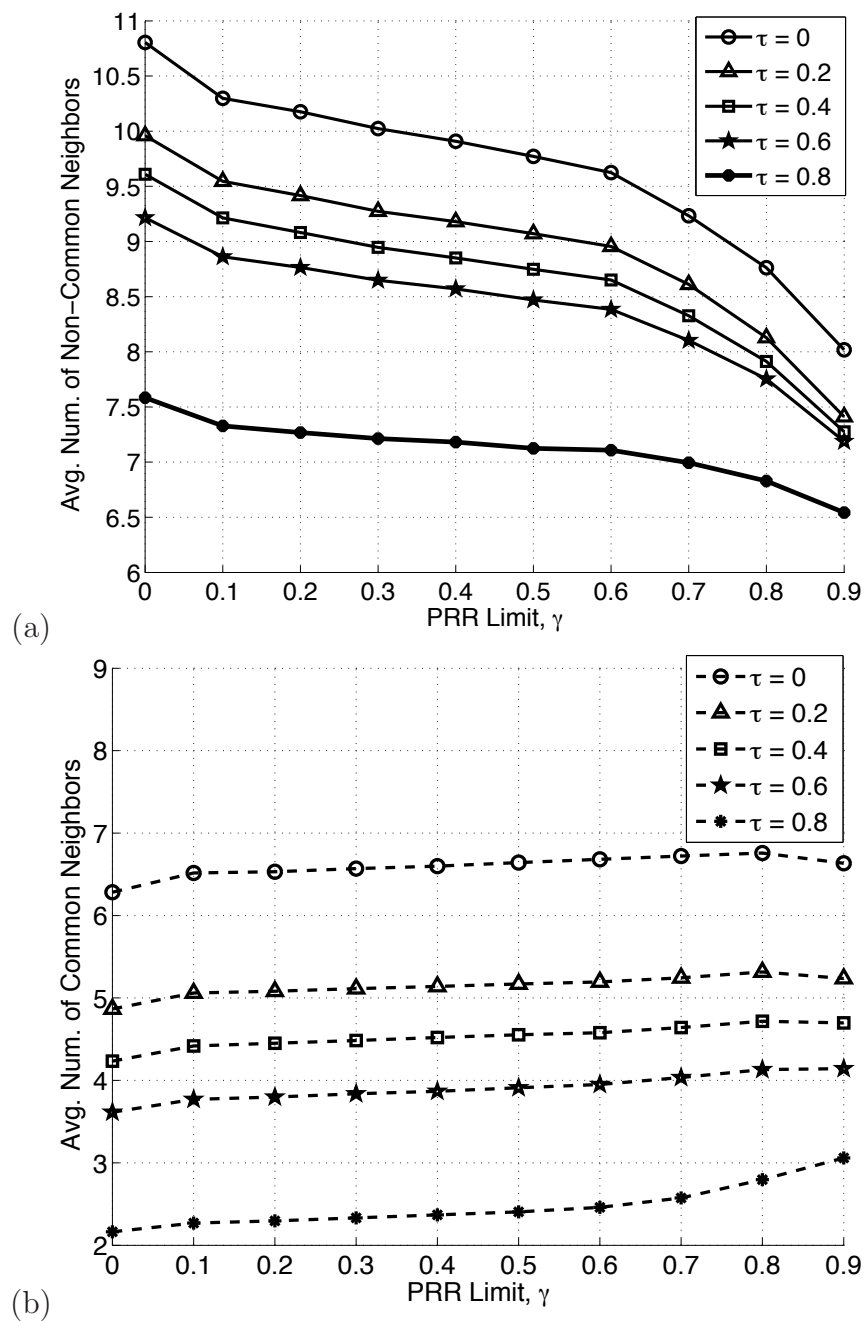 11
10.5
10
9.5
9
8.5
8
7.5
7
6.5
6
Avg. Num. of Non−Common Neighbors
τ = 0
τ = 0.2
τ = 0.4
τ = 0.6
τ = 0.8
0 0.1 0.2 0.3 0.4 0.5 0.6 0.7 0.8 0.9
PRR Limit, γ
(a)
9
8
7
6
5
4
3
2
Avg. Num. of Common Neighbors
τ = 0
τ = 0.2
τ = 0.4
τ = 0.6
τ = 0.8
0 0.1 0.2 0.3 0.4 0.5 0.6 0.7 0.8 0.9
PRR Limit, γ
(b)